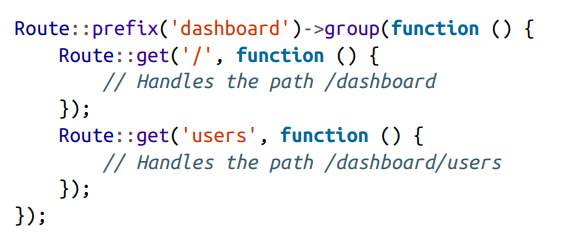 Route::prefix('dashboard')->group(function () {
    Route::get('/', function () {
        // Handles the path /dashboard
    });
    Route::get('users', function () {
        // Handles the path /dashboard/users
    });
});